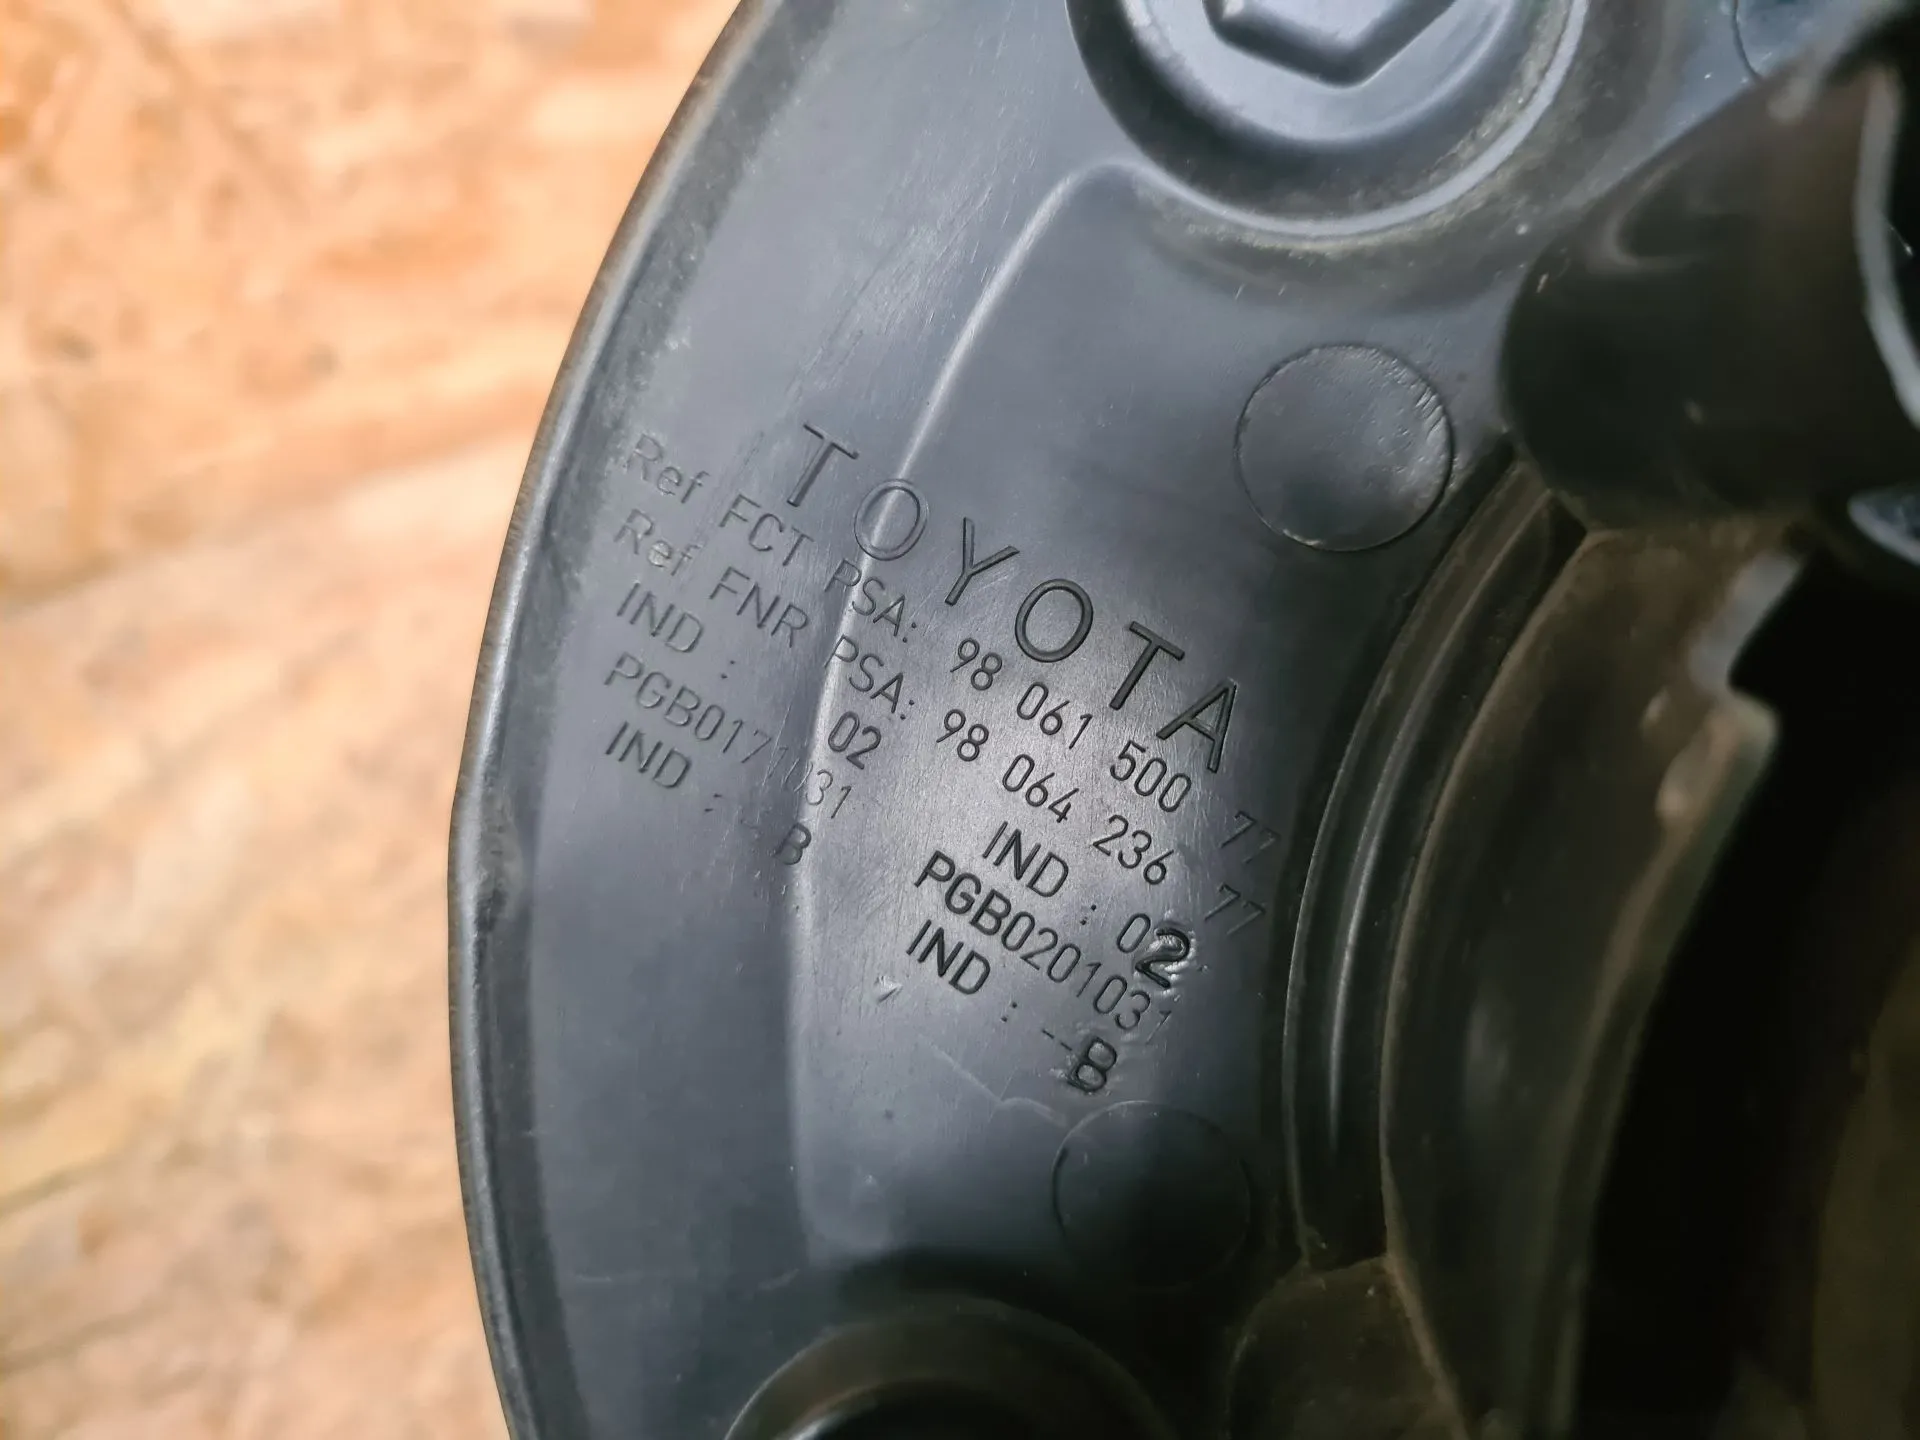 TOYOTA
Ref FCT PSA: 98 061 500 77
Ref FNR PSA: 98 064 236 77
IND : 02
PGB0171031
IND : _ B
IND : 02
PGB0201031
IND : --B